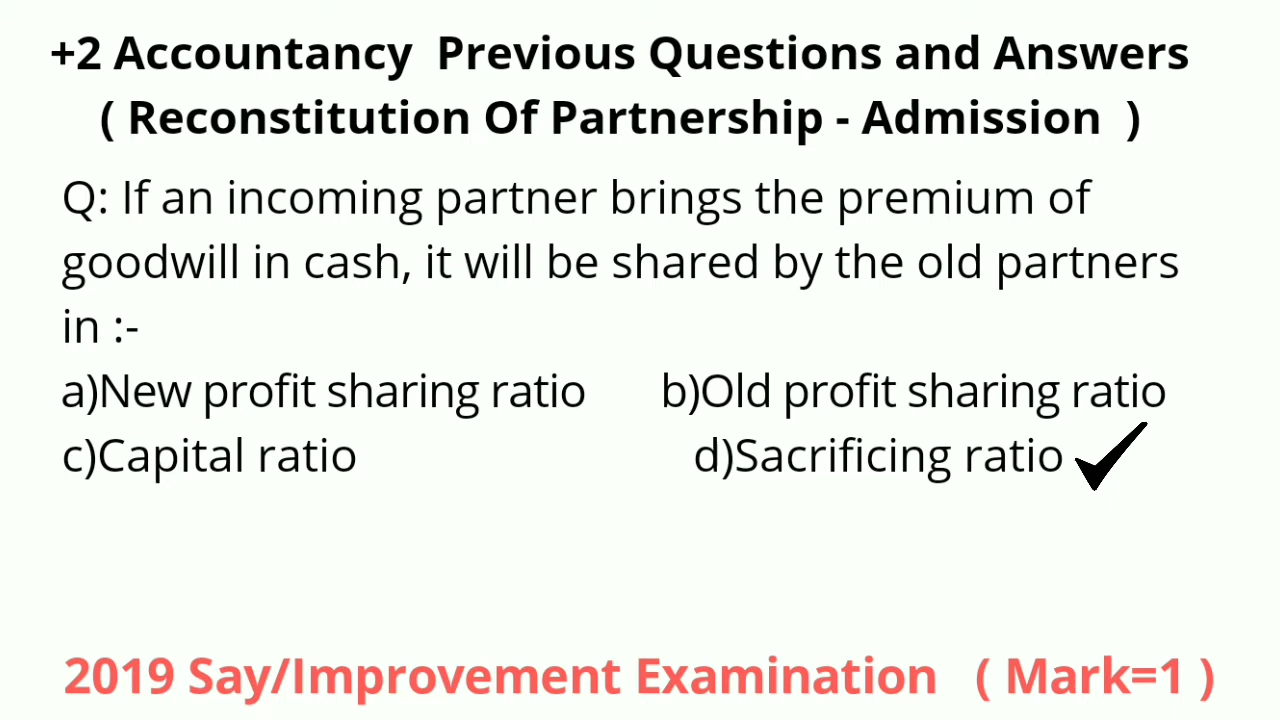 +2 Accountancy Previous Questions and Answers
( Reconstitution Of Partnership - Admission )
Q: If an incoming partner brings the premium of
goodwill in cash, it will be shared by the old partners
in :-
a)New profit sharing ratio b)Old profit sharing ratio
c)Capital ratio d)Sacrificing ratio
2019 Say/Improvement Examination ( Mark=1 )